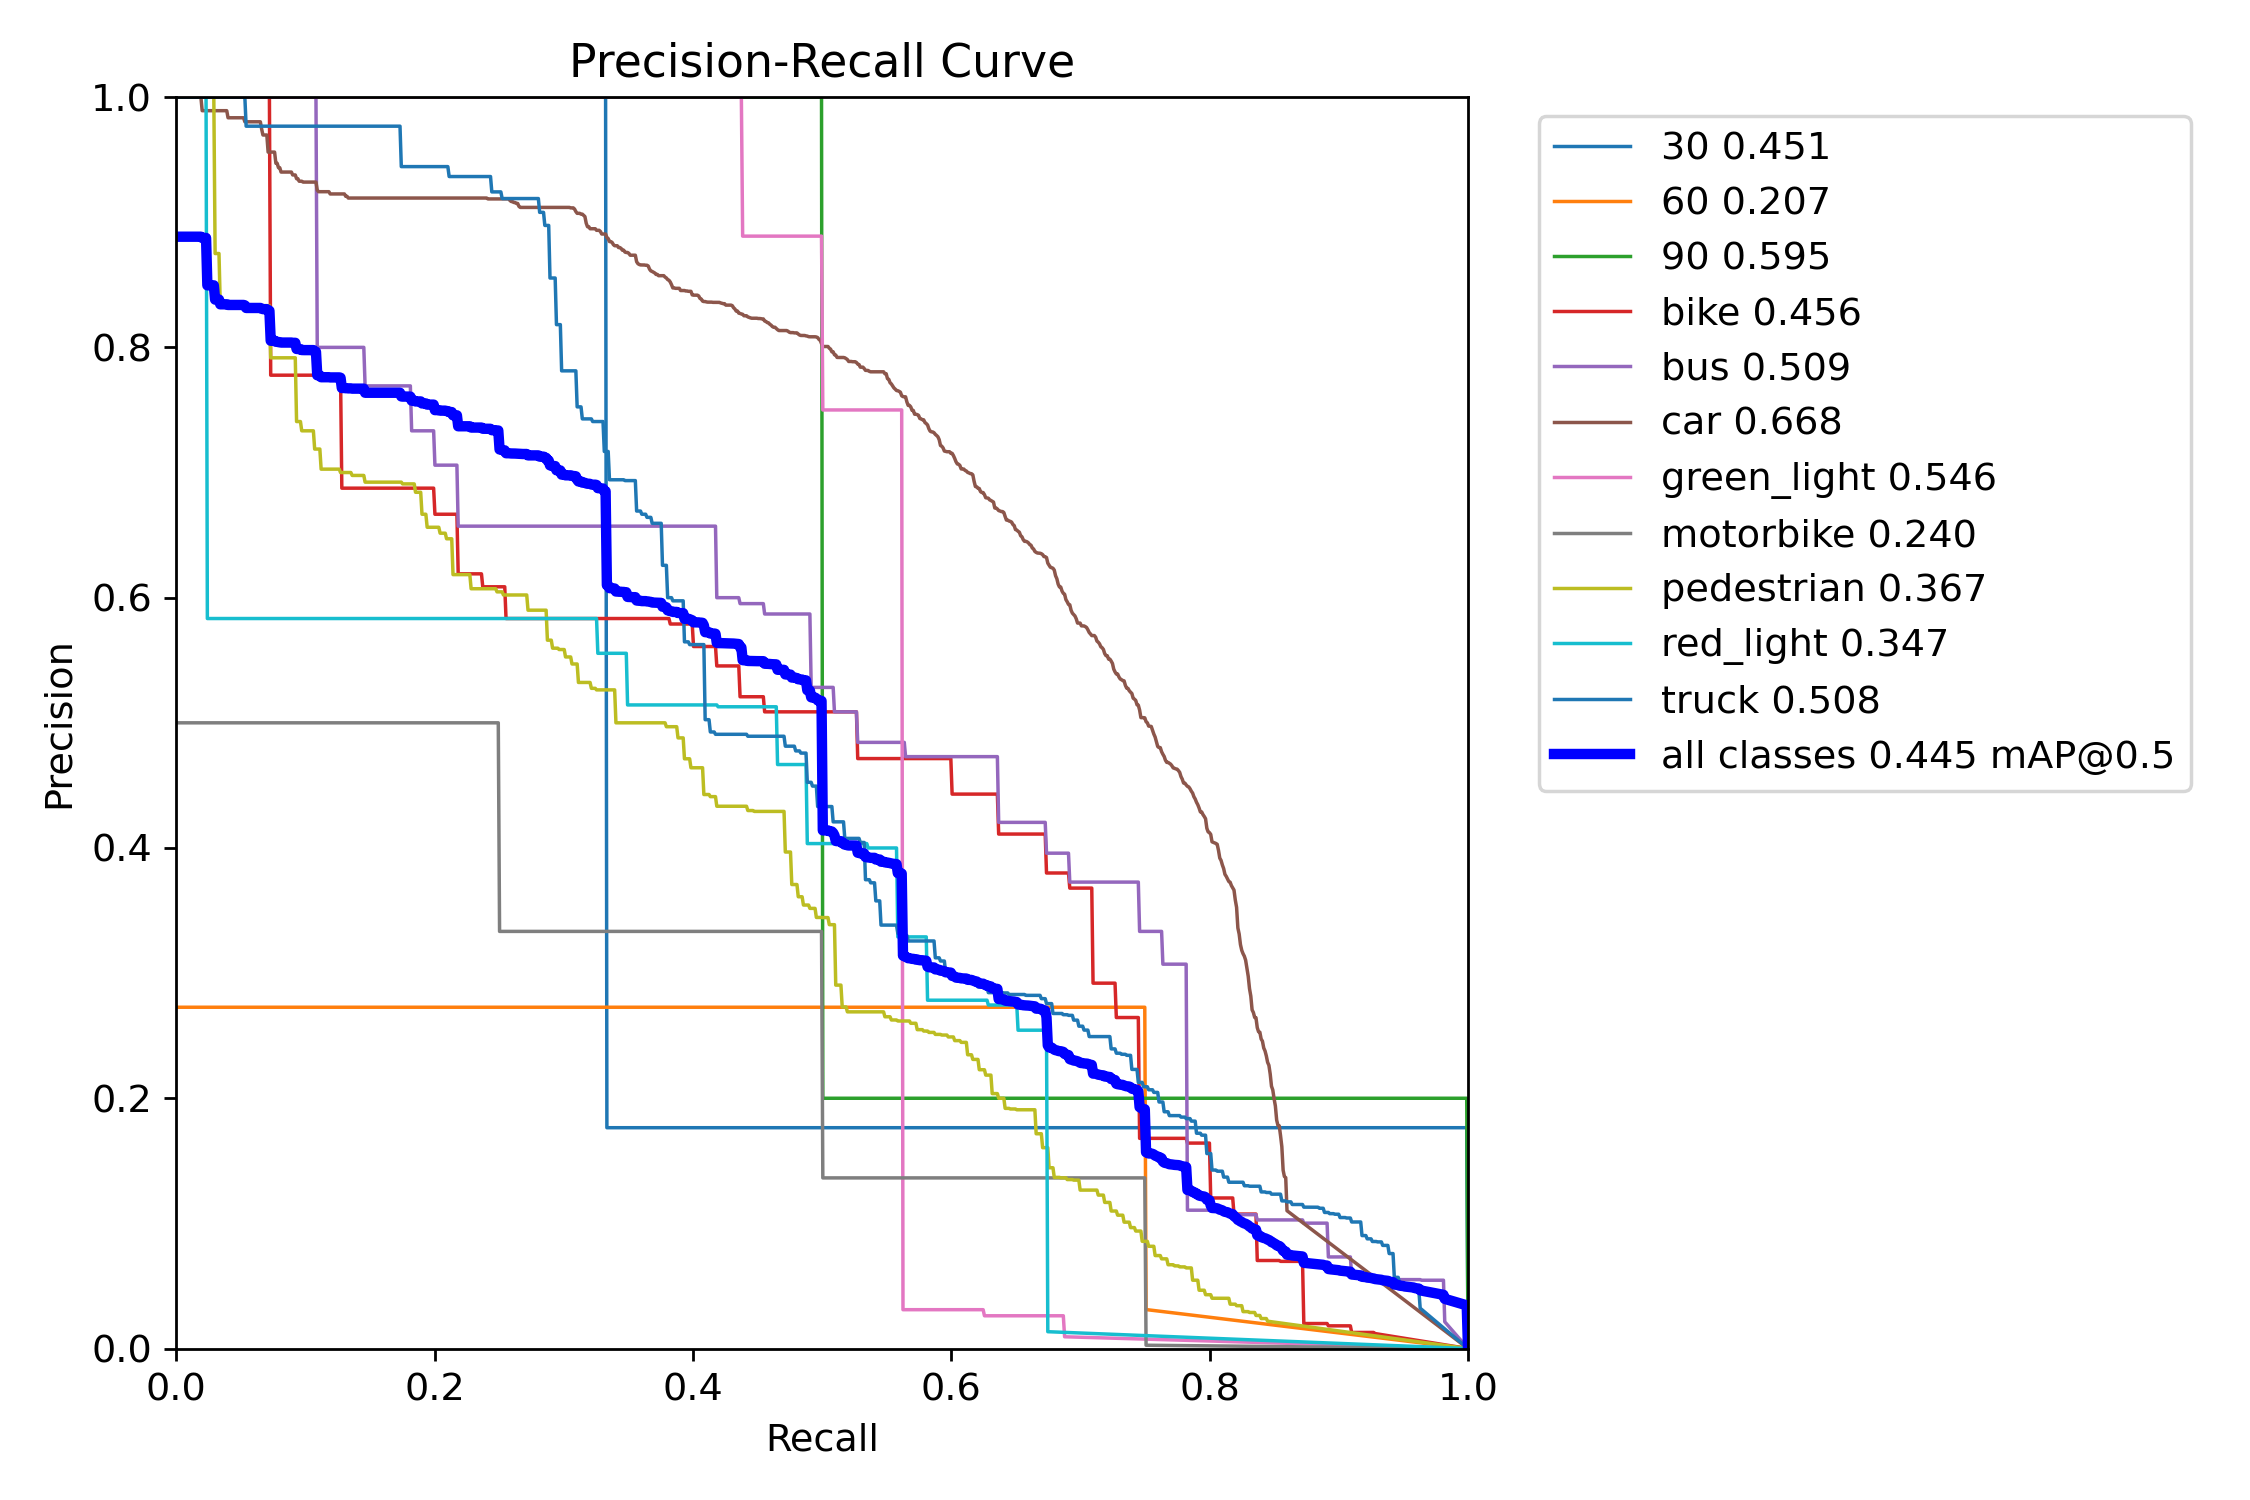 Precision-Recall Curve
1.0
0.8
0.6
0.4
0.2
0.0
Precision
0.0 0.2 0.4 0.6 0.8 1.0
Recall
30 0.451
60 0.207
90 0.595
bike 0.456
bus 0.509
car 0.668
green_light 0.546
motorbike 0.240
pedestrian 0.367
red_light 0.347
truck 0.508
all classes 0.445 mAP@0.5